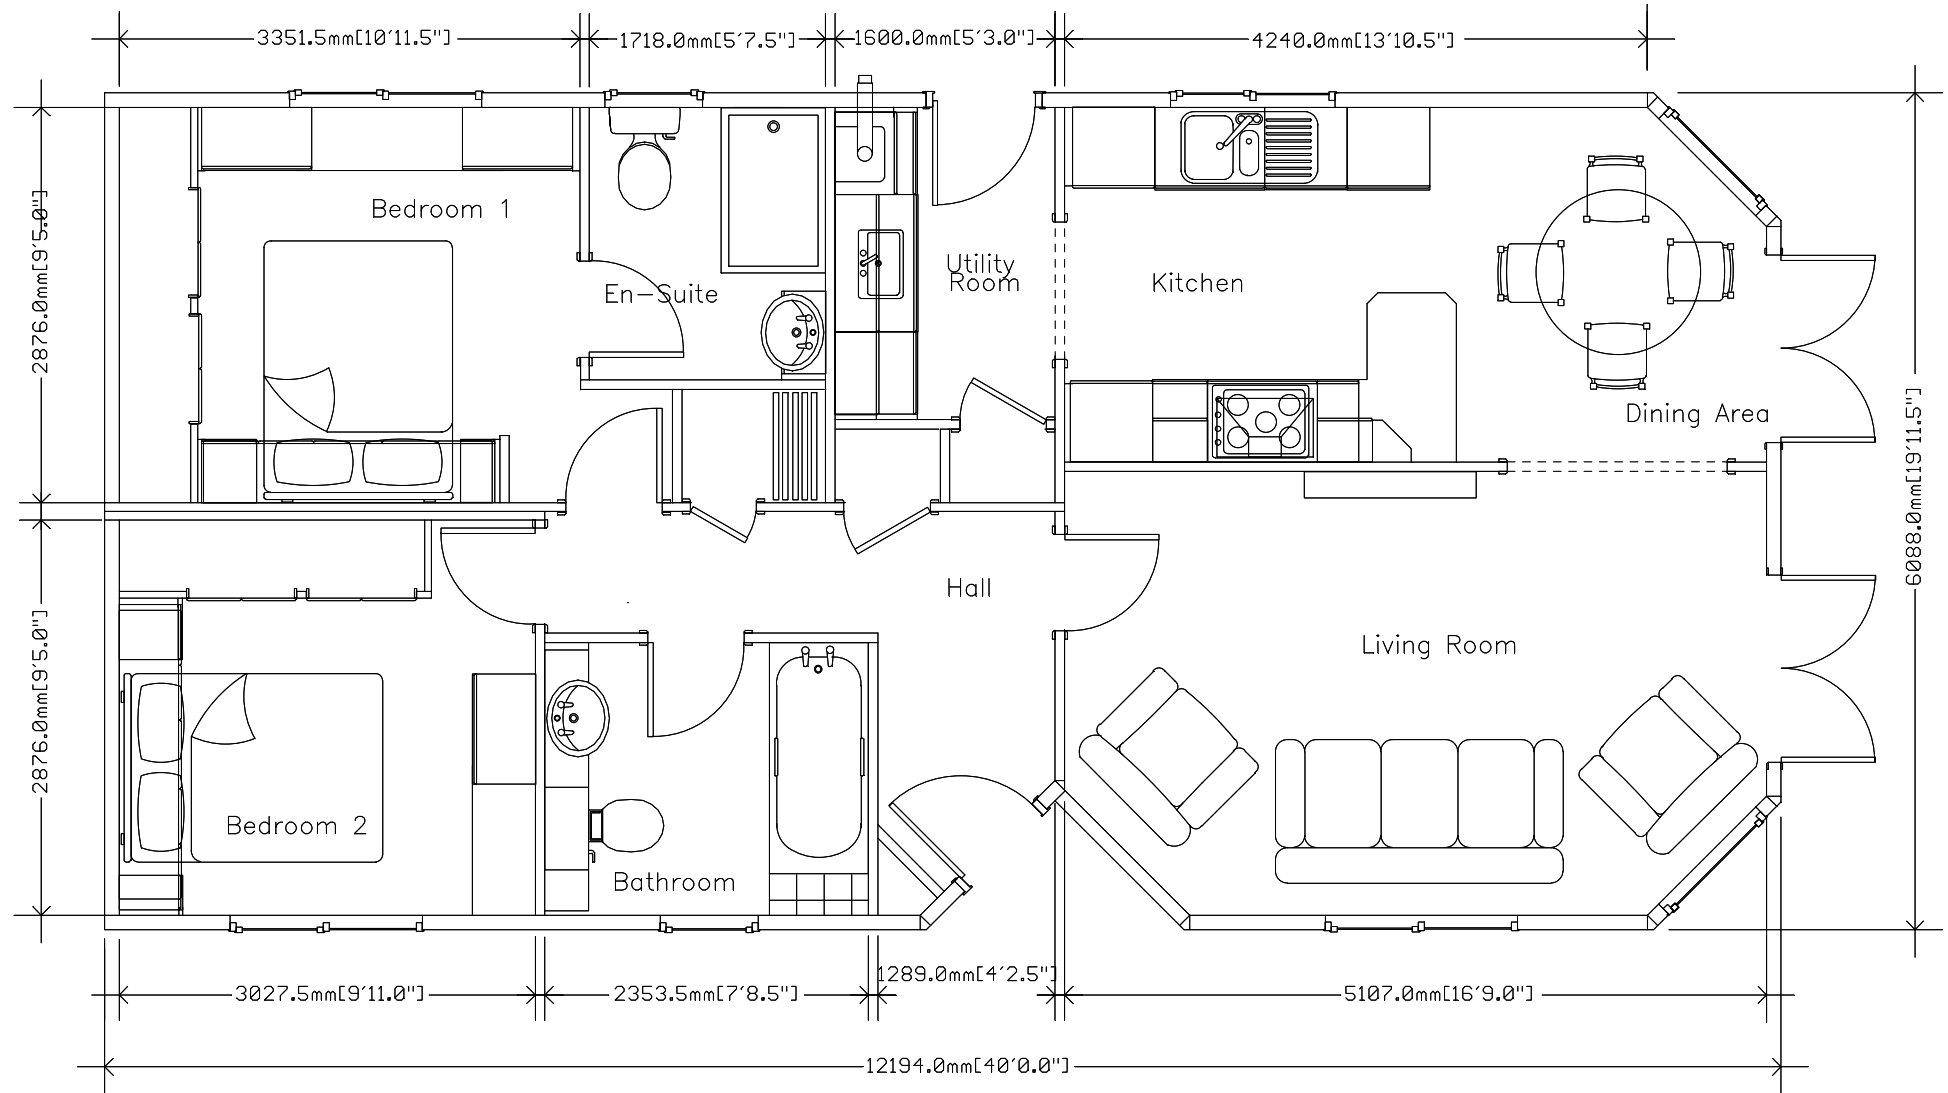 3351.5mm[10'11.5"]
1718.0mm[5'7.5"]
1600.0mm[5'3.0"]
4240.0mm[13'10.5"]
2876.0mm[9'5.0"]
Bedroom 1
En-Suite
Utility
Room
Kitchen
Dining Area
6088.0mm[19'11.5"]
Hall
Living Room
2876.0mm[9'5.0"]
Bedroom 2
Bathroom
1289.0mm[4'2.5"]
3027.5mm[9'11.0"]
2353.5mm[7'8.5"]
5107.0mm[16'9.0"]
12194.0mm[40'0.0"]